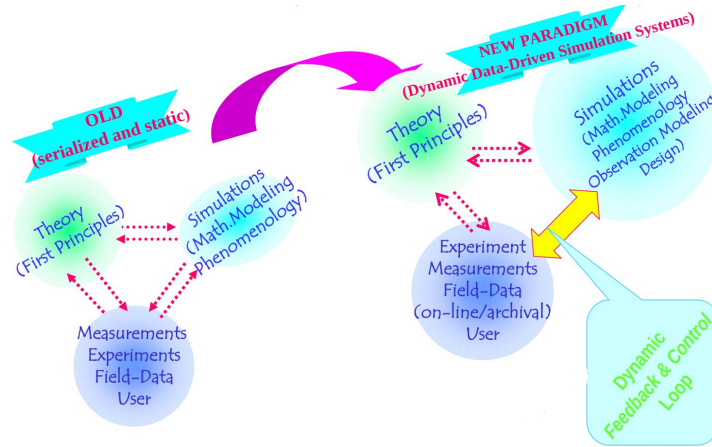 OLD
(serialized and static)
Theory
(First Principles)
Simulations
(Math.Modeling
Phenomenology)
Measurements
Experiments
Field-Data
User
NEW PARADIGM
(Dynamic Data-Driven Simulation Systems)
Theory
(First Principles)
Simulations
(Math.Modeling
Phenomenology
Observation Modeling
Design)
Experiment
Measurements
Field-Data
(on-line/archival)
User
Dynamic
Feedback & Control
Loop